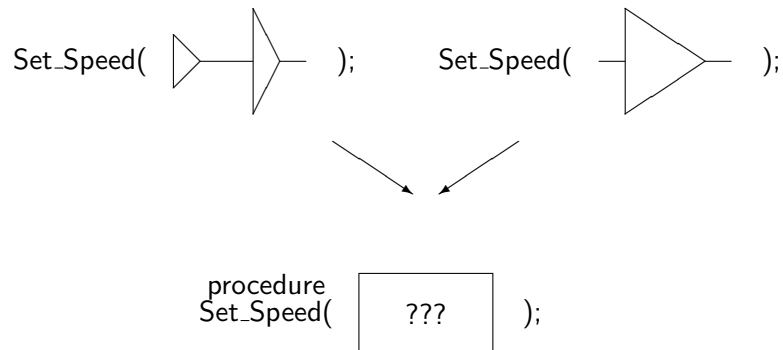 Set_Speed( );
Set_Speed( );
procedure
Set_Speed( ??? );